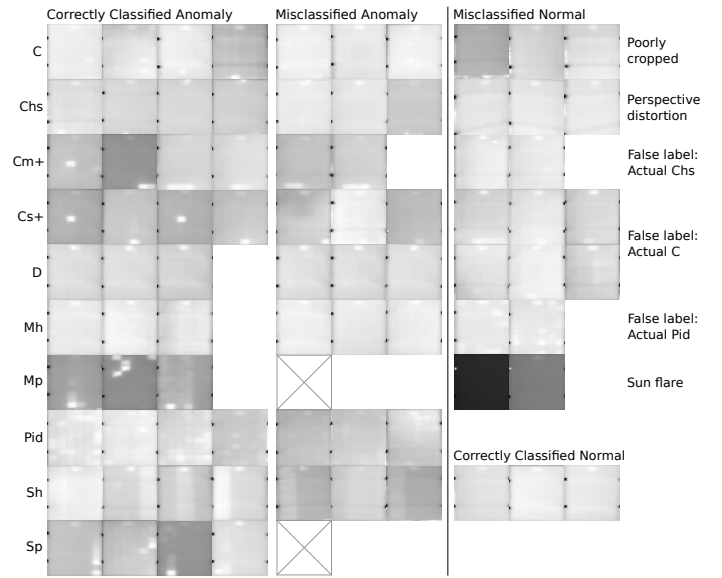 Correctly Classified Anomaly
Misclassified Anomaly
Misclassified Normal
C
Chs
Cm+
Cs+
D
Mh
Mp
Pid
Sh
Sp
Poorly
cropped
Perspective
distortion
False label:
Actual Chs
False label:
Actual C
False label:
Actual Pid
Sun flare
Correctly Classified Normal